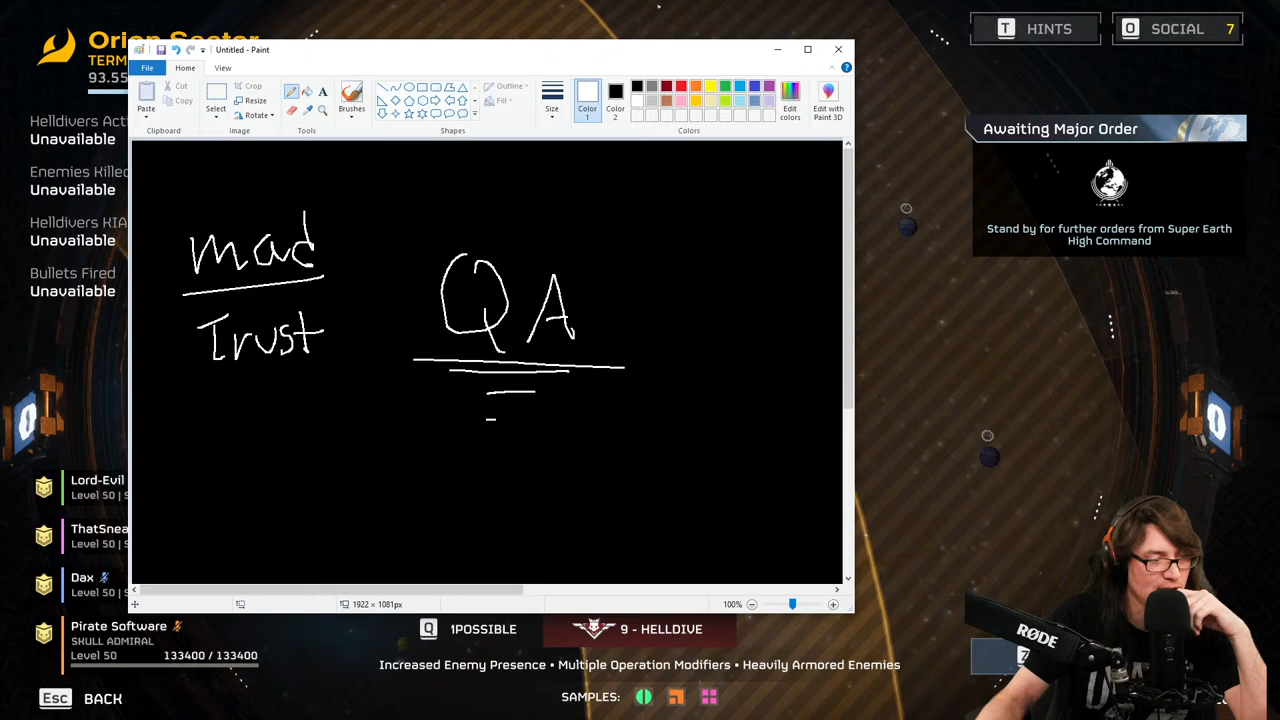 T HINTS
O SOCIAL 7
TERM
93.55
Untitled - Paint
File Home View
Cut
Copy
Paste
Clipboard
Select
Crop
Resize
Rotate
Image
Tools
Brushes
Shapes
Outline
Fill
Size
Color 1
Color 2
Edit colors
Edit with Paint 3D
Colors
Awaiting Major Order
Stand by for further orders from Super Earth
High Command
Unavailable
Enemies Killed
Unavailable
Helldivers KIA
Unavailable
Bullets Fired
Unavailable
mad
Trust
QA
Lord-Evil
Level 50 | S
ThatSnea
Level 50 |
Dax
Level 50 |
Pirate Software
SKULL ADMIRAL
Level 50 133400 / 133400
1922 × 1081px
100%
Q 1POSSIBLE
9 - HELLDIVE
Increased Enemy Presence • Multiple Operation Modifiers • Heavily Armored Enemies
SAMPLES:
Esc BACK
RØDE